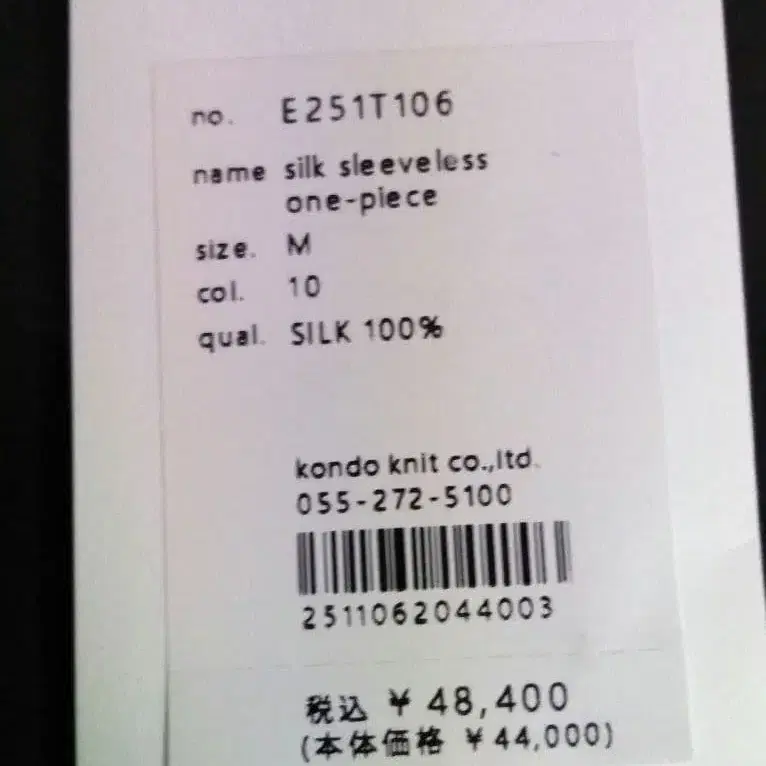 no. E251T106
name silk sleeveless
one-piece
size. M
col. 10
qual. SILK 100%
kondo knit co.,ltd.
055-272-5100
2511062044003
税込 ¥ 48,400
(本体価格 ¥ 44,000)